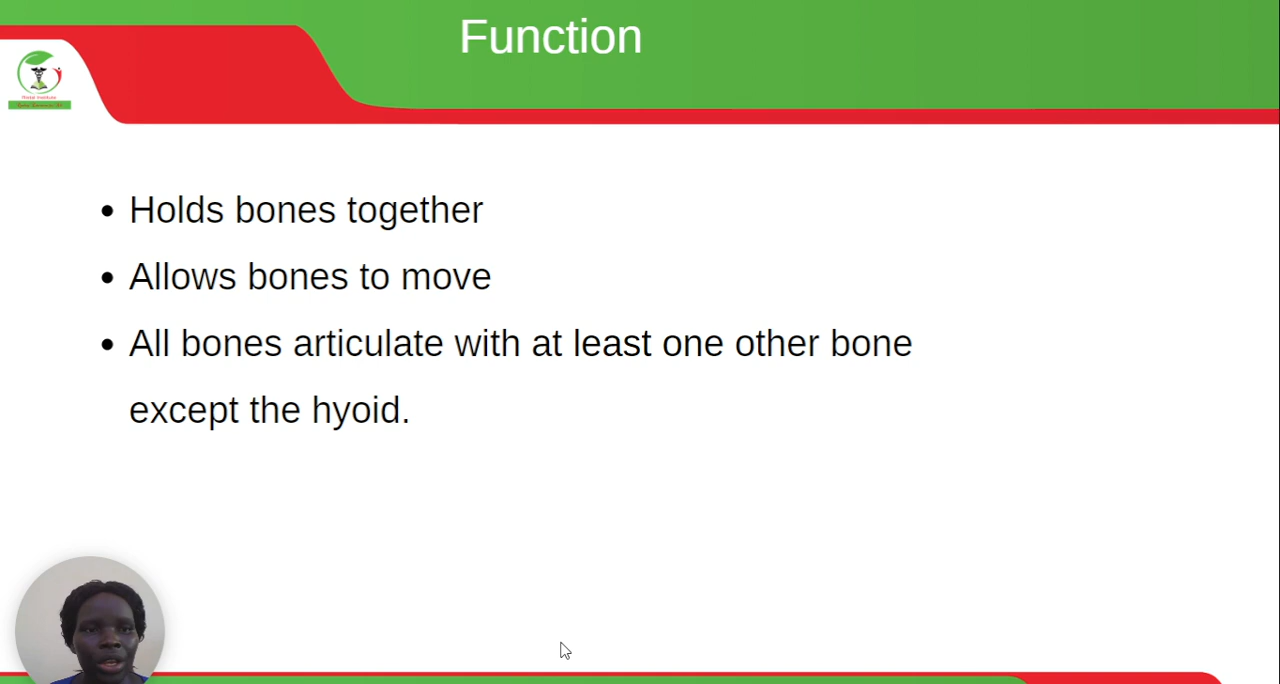 Function
• Holds bones together
• Allows bones to move
• All bones articulate with at least one other bone
except the hyoid.